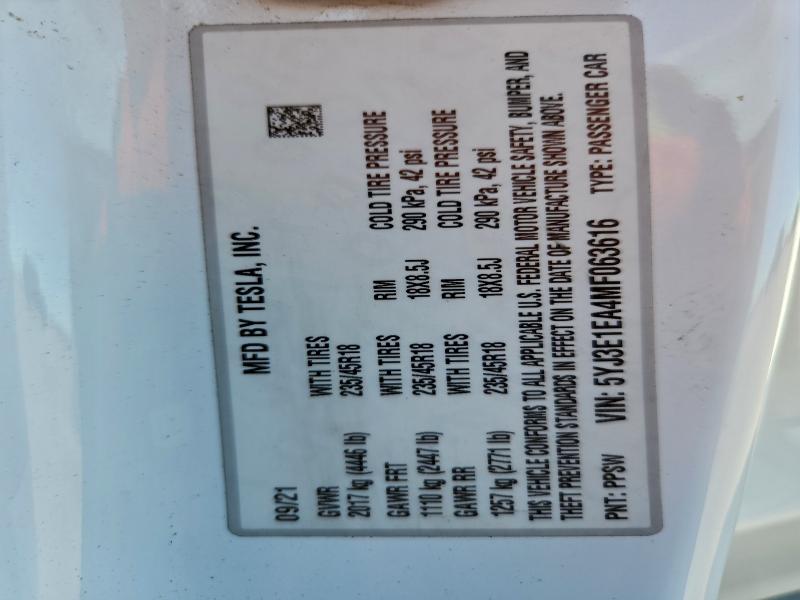 MFD BY TESLA, INC.
09/21
GVWR WITH TIRES RIM COLD TIRE PRESSURE
2017 kg (4446 lb) 235/45R18 18X8.5J 290 kPa, 42 psi
GAWR FRT WITH TIRES RIM COLD TIRE PRESSURE
1110 kg (2447 lb) 235/45R18 18X8.5J 290 kPa, 42 psi
GAWR RR WITH TIRES
1257 kg (2771 lb) 235/45R18
THIS VEHICLE CONFORMS TO ALL APPLICABLE U.S. FEDERAL MOTOR VEHICLE SAFETY, BUMPER, AND
THEFT PREVENTION STANDARDS IN EFFECT ON THE DATE OF MANUFACTURE SHOWN ABOVE.
PNT: PPSW VIN: 5YJ3E1EA4MF063616 TYPE: PASSENGER CAR